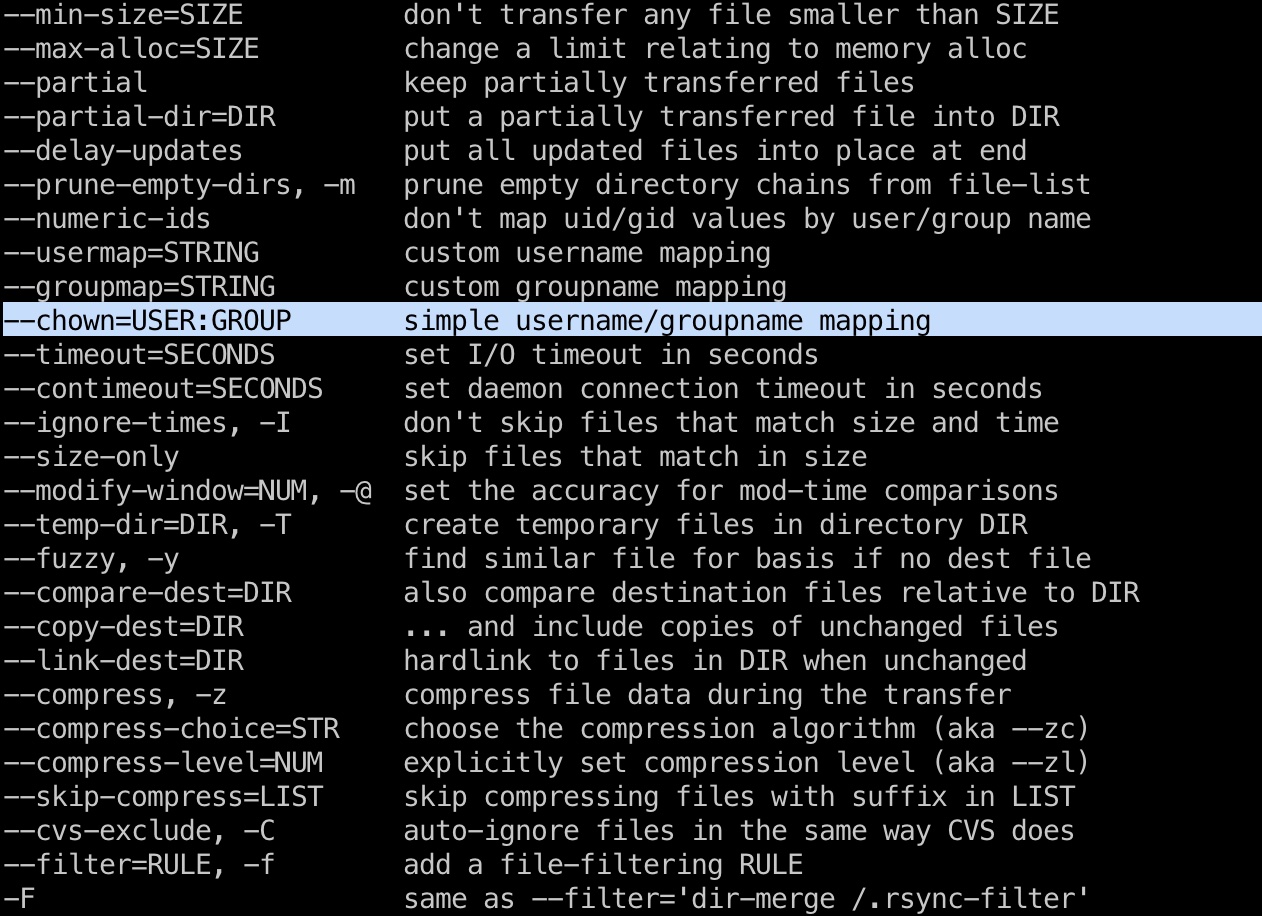 --min-size=SIZE          don't transfer any file smaller than SIZE
--max-alloc=SIZE         change a limit relating to memory alloc
--partial                keep partially transferred files
--partial-dir=DIR        put a partially transferred file into DIR
--delay-updates          put all updated files into place at end
--prune-empty-dirs, -m   prune empty directory chains from file-list
--numeric-ids            don't map uid/gid values by user/group name
--usermap=STRING         custom username mapping
--groupmap=STRING        custom groupname mapping
--chown=USER:GROUP       simple username/groupname mapping
--timeout=SECONDS        set I/O timeout in seconds
--contimeout=SECONDS     set daemon connection timeout in seconds
--ignore-times, -I       don't skip files that match size and time
--size-only              skip files that match in size
--modify-window=NUM, -@  set the accuracy for mod-time comparisons
--temp-dir=DIR, -T       create temporary files in directory DIR
--fuzzy, -y              find similar file for basis if no dest file
--compare-dest=DIR       also compare destination files relative to DIR
--copy-dest=DIR          ... and include copies of unchanged files
--link-dest=DIR          hardlink to files in DIR when unchanged
--compress, -z           compress file data during the transfer
--compress-choice=STR    choose the compression algorithm (aka --zc)
--compress-level=NUM     explicitly set compression level (aka --zl)
--skip-compress=LIST     skip compressing files with suffix in LIST
--cvs-exclude, -C        auto-ignore files in the same way CVS does
--filter=RULE, -f        add a file-filtering RULE
-F                       same as --filter='dir-merge /.rsync-filter'